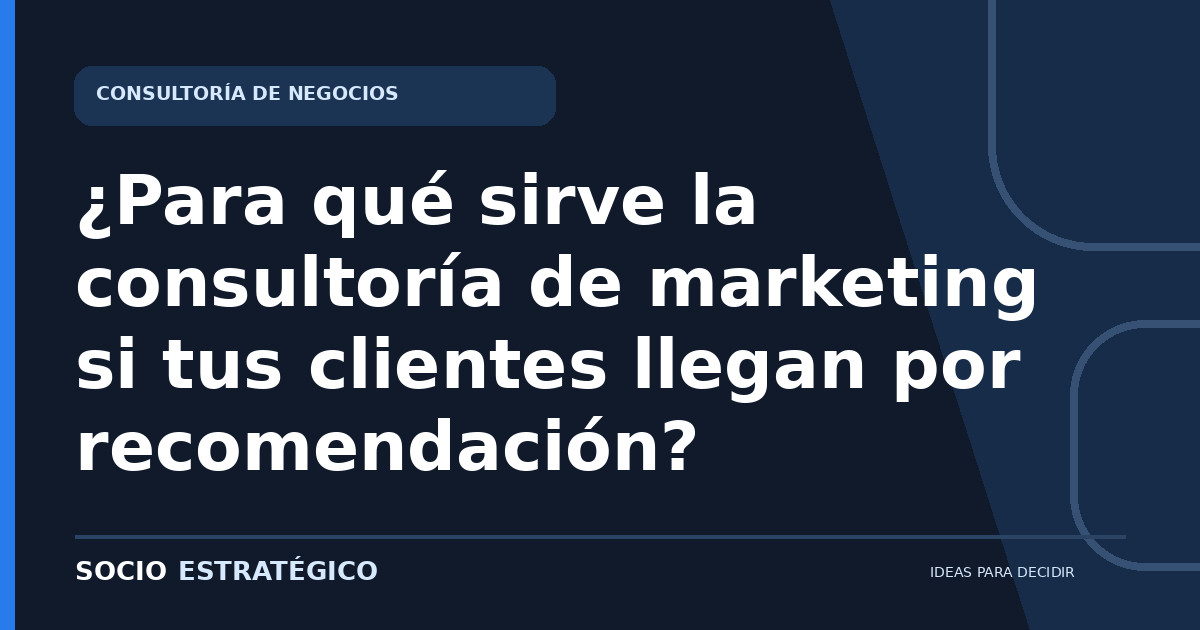 CONSULTORÍA DE NEGOCIOS
¿Para qué sirve la
consultoría de marketing
si tus clientes llegan por
recomendación?
SOCIO ESTRATÉGICO
IDEAS PARA DECIDIR